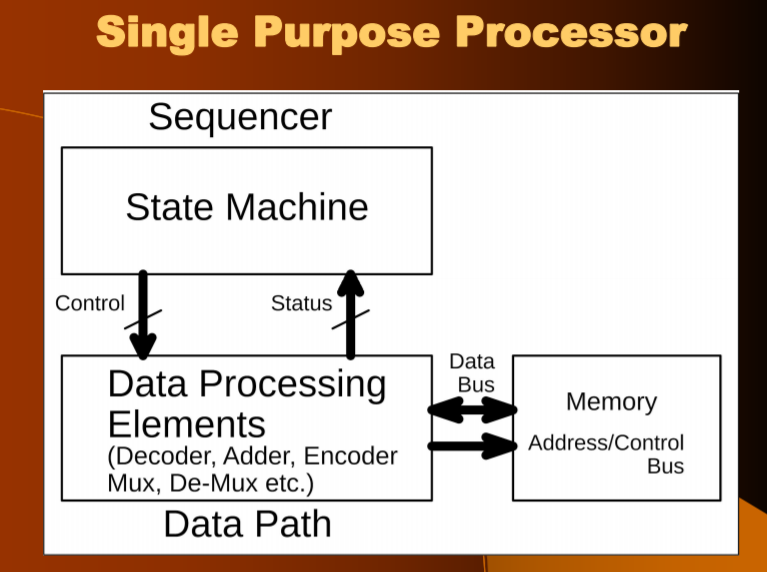 Single Purpose Processor
Sequencer
State Machine
Control
Status
Data Processing
Elements
(Decoder, Adder, Encoder
Mux, De-Mux etc.)
Data Path
Data
Bus
Memory
Address/Control
Bus